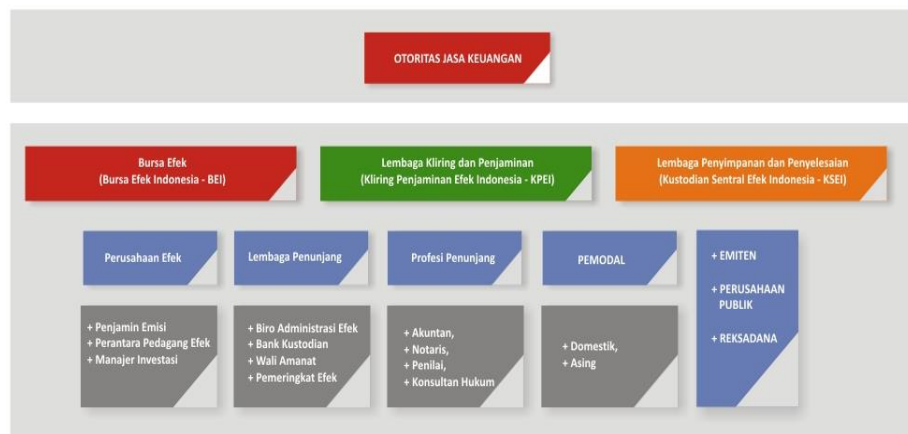 OTORITAS JASA KEUANGAN
Bursa Efek
(Bursa Efek Indonesia - BEI)
Lembaga Kliring dan Penjaminan
(Kliring Penjaminan Efek Indonesia - KPEI)
Lembaga Penyimpanan dan Penyelesaian
(Kustodian Sentral Efek Indonesia - KSEI)
Perusahaan Efek
Lembaga Penunjang
Profesi Penunjang
PEMODAL
+ EMITEN
+ PERUSAHAAN
PUBLIK
+ REKSADANA
+ Penjamin Emisi
+ Perantara Pedagang Efek
+ Manajer Investasi
+ Biro Administrasi Efek
+ Bank Kustodian
+ Wali Amanat
+ Pemeringkat Efek
+ Akuntan,
+ Notaris,
+ Penilai,
+ Konsultan Hukum
+ Domestik,
+ Asing